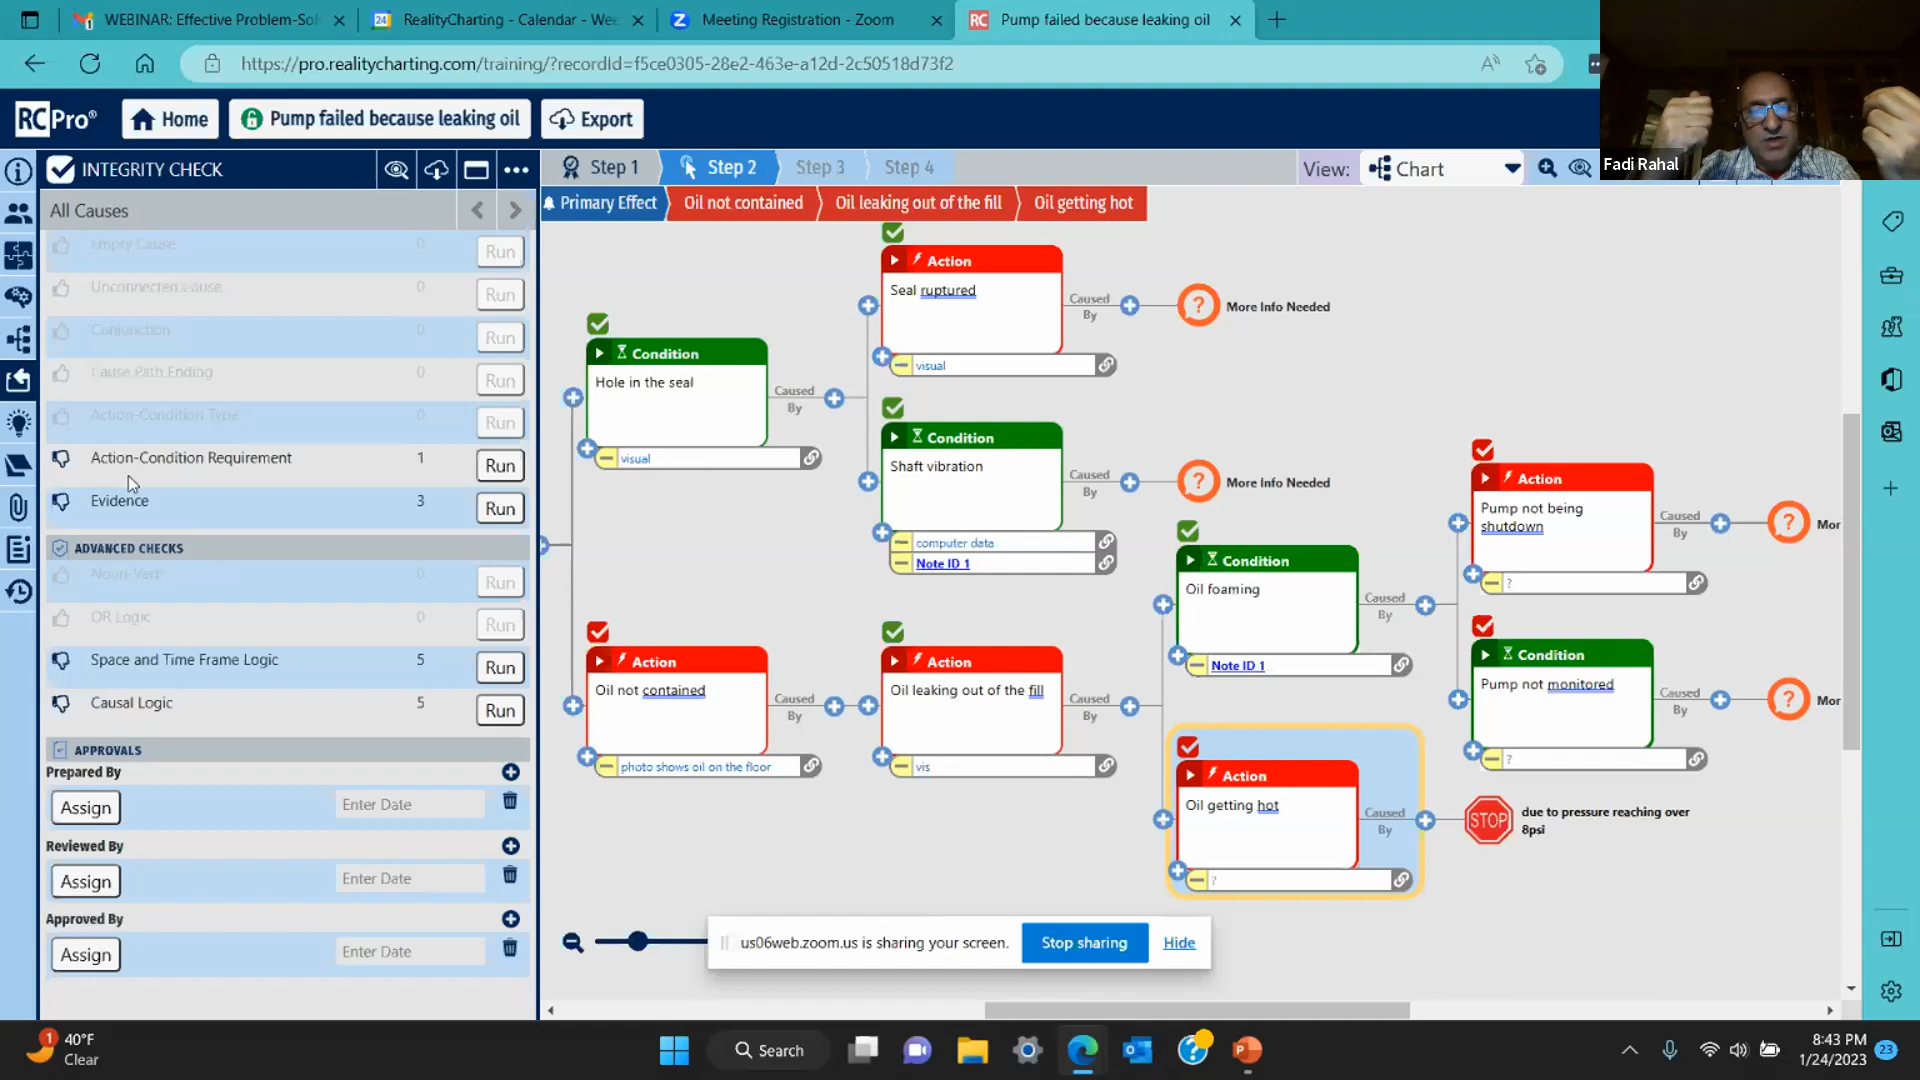 WEBINAR: Effective Problem-Sol
RealityCharting - Calendar - Wee
Meeting Registration - Zoom
RC Pump failed because leaking oil
https://pro.realitycharting.com/training/?recordId=f5ce0305-28e2-463e-a12d-2c50518d73f2
Fadi Rahal
RC Pro®
Home
Pump failed because leaking oil
Export
INTEGRITY CHECK
Step 1
Step 2
Step 3
Step 4
View:
Chart
All Causes
Primary Effect
Oil not contained
Oil leaking out of the fill
Oil getting hot
Empty Cause 0 Run
Unconnected Cause 0 Run
Conjunction 0 Run
Cause Path Ending 0 Run
Action-Condition Type 0 Run
Action-Condition Requirement 1 Run
Evidence 3 Run
ADVANCED CHECKS
Noun-Verb 0 Run
OR Logic 0 Run
Space and Time Frame Logic 5 Run
Causal Logic 5 Run
APPROVALS
Prepared By
Assign
Enter Date
Reviewed By
Assign
Enter Date
Approved By
Assign
Enter Date
Action
Seal ruptured
visual
Caused
By
? More Info Needed
Condition
Hole in the seal
visual
Caused
By
Condition
Shaft vibration
computer data
Note ID 1
Caused
By
? More Info Needed
Action
Oil not contained
photo shows oil on the floor
Caused
By
Action
Oil leaking out of the fill
vis
Caused
By
Condition
Oil foaming
Note ID 1
Caused
By
Action
Pump not being
shutdown
?
Caused
By
? Mor
Condition
Pump not monitored
?
Caused
By
? Mor
Action
Oil getting hot
?
Caused
By
STOP
due to pressure reaching over
8psi
us06web.zoom.us is sharing your screen.
Stop sharing
Hide
1
40°F
Clear
Search
8:43 PM
1/24/2023
23